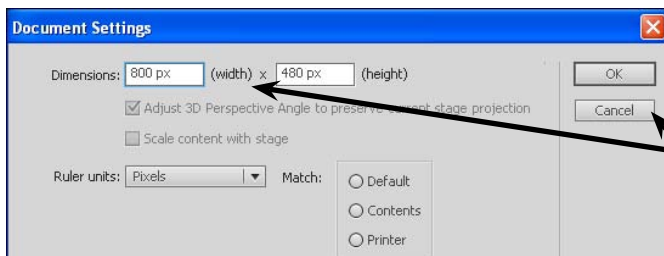 Document Settings
Dimensions: 800 px (width) x 480 px (height)
OK
Adjust 3D Perspective Angle to preserve current stage projection
Cancel
Scale content with stage
Ruler units: Pixels Match: Default
Contents
Printer